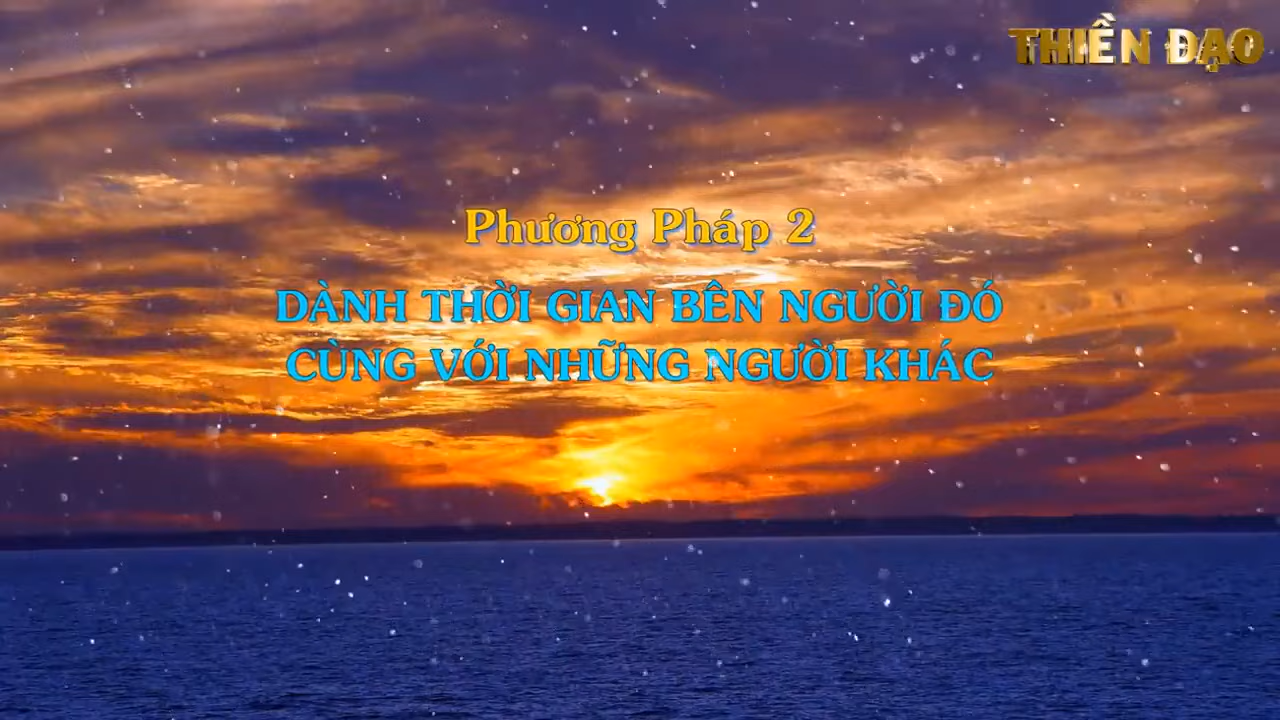 THIỀN ĐẠO
Phương Pháp 2
DÀNH THỜI GIAN BÊN NGƯỜI ĐÓ
CÙNG VỚI NHỮNG NGƯỜI KHÁC